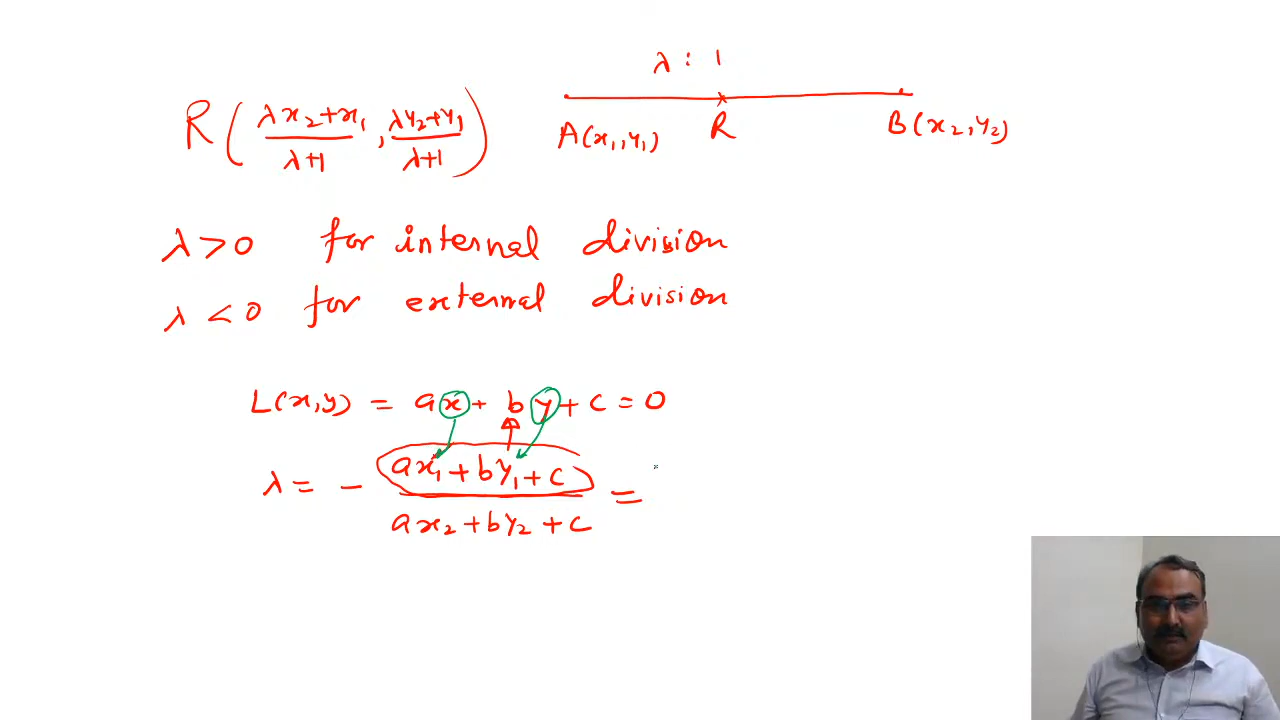 λ : 1
R ( (λx₂+x₁)/(λ+1) , (λy₂+y₁)/(λ+1) )
A(x₁,y₁) R B(x₂,y₂)
λ>0 for internal division
λ<0 for external division
L(x,y) = ax + by + c = 0
λ = - (ax₁+by₁+c)/(ax₂+by₂+c) =